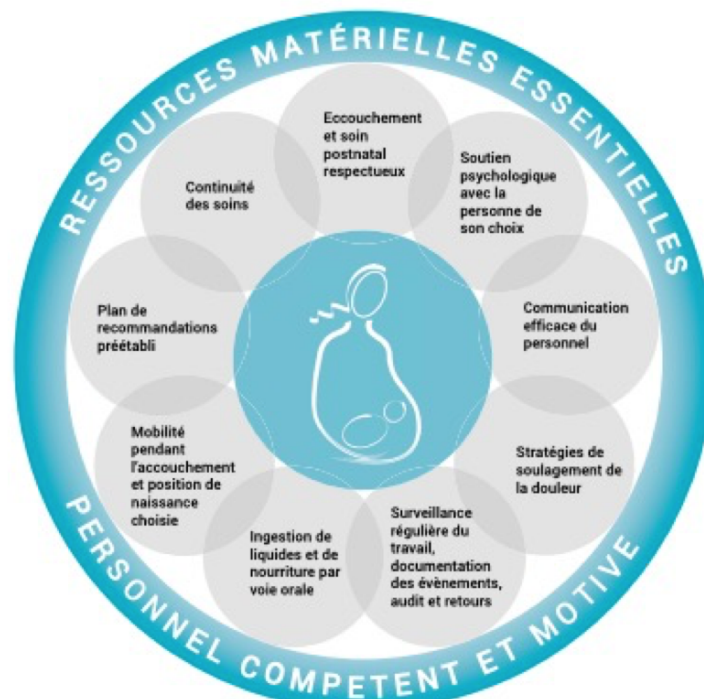 RESSOURCES MATÉRIELLES ESSENTIELLES
Eccouchement
et soin
postnatal
respectueux
Soutien
psychologique
avec la
personne de
son choix
Communication
efficace du
personnel
Stratégies de
soulagement de
la douleur
Surveillance
régulière du
travail,
documentation
des évènements,
audit et retours
Ingestion de
liquides et de
nourriture par
voie orale
Mobilité
pendant
l'accouchement
et position de
naissance
choisie
Plan de
recommandations
préétabli
Continuité
des soins
PERSONNEL COMPETENT ET MOTIVE